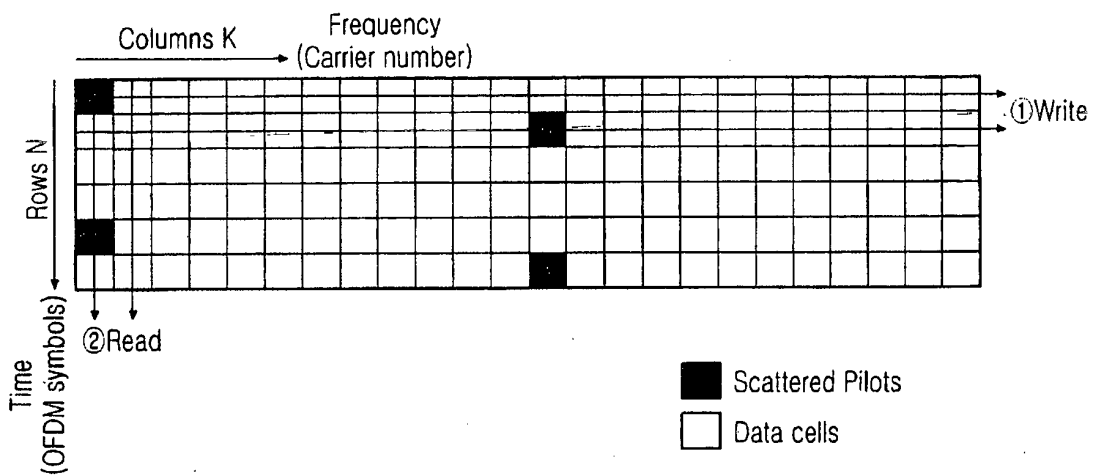 Columns K
Frequency
(Carrier number)
①Write
Rows N
Time
(OFDM symbols)
②Read
Scattered Pilots
Data cells